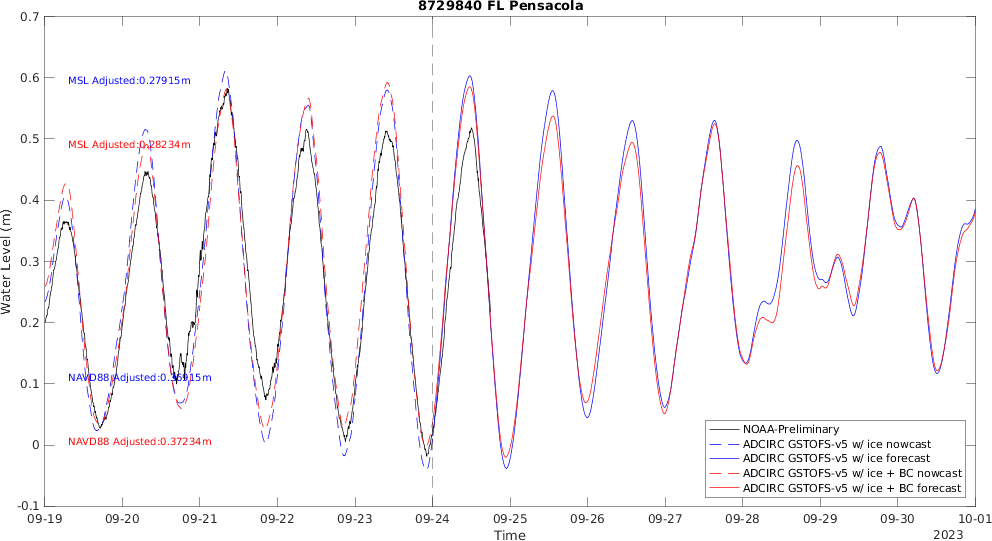 8729840 FL Pensacola
0.7
0.6
0.5
0.4
0.3
0.2
0.1
0
-0.1
Water Level (m)
MSL Adjusted:0.27915m
MSL Adjusted:0.28234m
NAVD88 Adjusted:0.36915m
NAVD88 Adjusted:0.37234m
NOAA-Preliminary
ADCIRC GSTOFS-v5 w/ ice nowcast
ADCIRC GSTOFS-v5 w/ ice forecast
ADCIRC GSTOFS-v5 w/ ice + BC nowcast
ADCIRC GSTOFS-v5 w/ ice + BC forecast
09-19 09-20 09-21 09-22 09-23 09-24 09-25 09-26 09-27 09-28 09-29 09-30 10-01
Time
2023